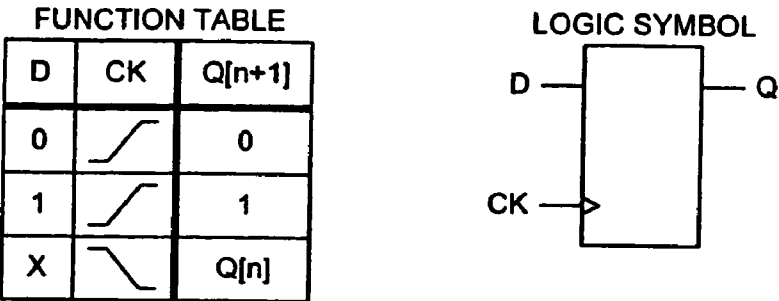 FUNCTION TABLE
D CK Q[n+1]
0 0
1 1
X Q[n]
LOGIC SYMBOL
D Q
CK